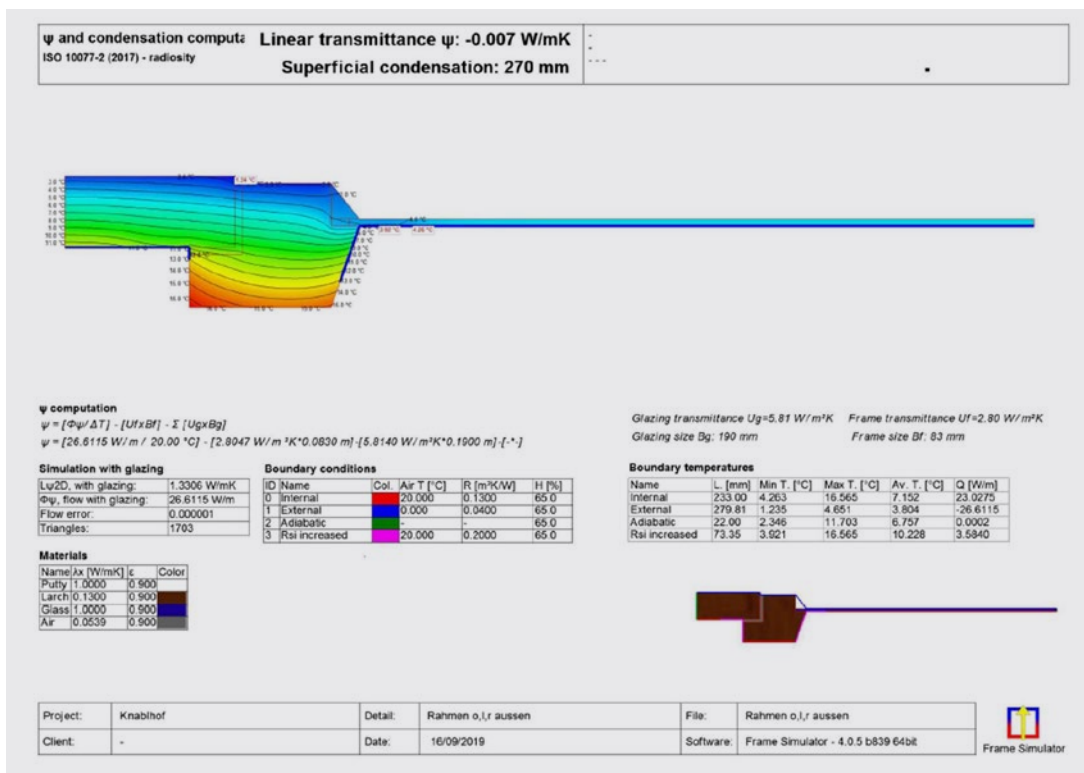 ψ and condensation computa
ISO 10077-2 (2017) - radiosity
Linear transmittance ψ: -0.007 W/mK
Superficial condensation: 270 mm
ψ computation
ψ = [Φψ/ΔT] - [UfxBf] - Σ [UgxBg]
ψ = [26.6115 W/m / 20.00 °C] - [2.8047 W/m²K*0.0830 m]-[5.8140 W/m²K*0.1900 m]-[-*-]
Glazing transmittance Ug=5.81 W/m²K Frame transmittance Uf=2.80 W/m²K
Glazing size Bg: 190 mm Frame size Bf: 83 mm
Simulation with glazing
Lψ2D, with glazing: 1.3306 W/mK
Φψ, flow with glazing: 26.6115 W/m
Flow error: 0.000001
Triangles: 1703
Boundary conditions
ID Name Col. Air T [°C] R [m²K/W] H [%]
0 Internal 20.000 0.1300 65.0
1 External 0.000 0.0400 65.0
2 Adiabatic - - 65.0
3 Rsi increased 20.000 0.2000 65.0
Boundary temperatures
Name L. [mm] Min T. [°C] Max T. [°C] Av. T. [°C] Q [W/m]
Internal 233.00 4.263 16.565 7.152 23.0275
External 279.81 1.235 4.651 3.804 -26.6115
Adiabatic 22.00 2.346 11.703 6.757 0.0002
Rsi increased 73.35 3.921 16.565 10.228 3.5840
Materials
Name λx [W/mK] ε Color
Putty 1.0000 0.900
Larch 0.1300 0.900
Glass 1.0000 0.900
Air 0.0539 0.900
Project: Knablhof Detail: Rahmen o,l,r aussen File: Rahmen o,l,r aussen
Client: - Date: 16/09/2019 Software: Frame Simulator - 4.0.5 b839 64bit
Frame Simulator